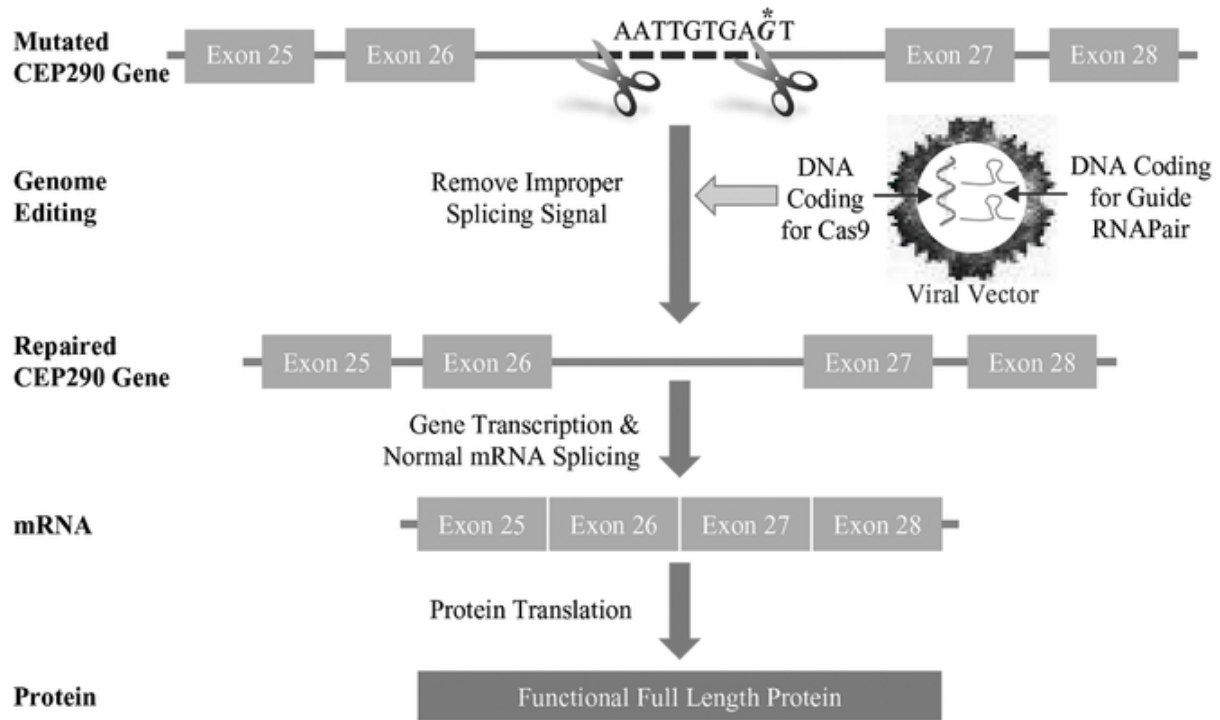 AATTGTGAG*T
Mutated
CEP290 Gene
Exon 25
Exon 26
Exon 27
Exon 28
Genome
Editing
Remove Improper
Splicing Signal
DNA
Coding
for Cas9
DNA Coding
for Guide
RNAPair
Viral Vector
Repaired
CEP290 Gene
Exon 25
Exon 26
Exon 27
Exon 28
Gene Transcription &
Normal mRNA Splicing
mRNA
Exon 25
Exon 26
Exon 27
Exon 28
Protein Translation
Protein
Functional Full Length Protein